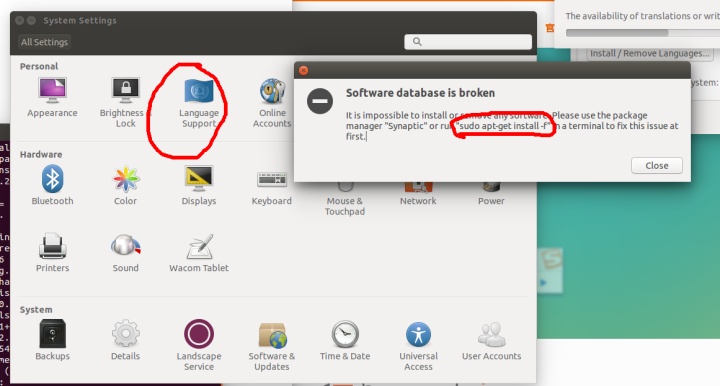 System Settings
All Settings
Personal
Appearance
Brightness &
Lock
Language
Support
Online
Accounts
Hardware
Bluetooth
Color
Displays
Keyboard
Mouse &
Touchpad
Network
Power
Printers
Sound
Wacom Tablet
System
Backups
Details
Landscape
Service
Software &
Updates
Time & Date
Universal
Access
User Accounts
The availability of translations or writ
Install / Remove Languages...
ystem:
Software database is broken
It is impossible to install or remove any software. Please use the package
manager "Synaptic" or run "sudo apt-get install -f" in a terminal to fix this issue at
first.
Close